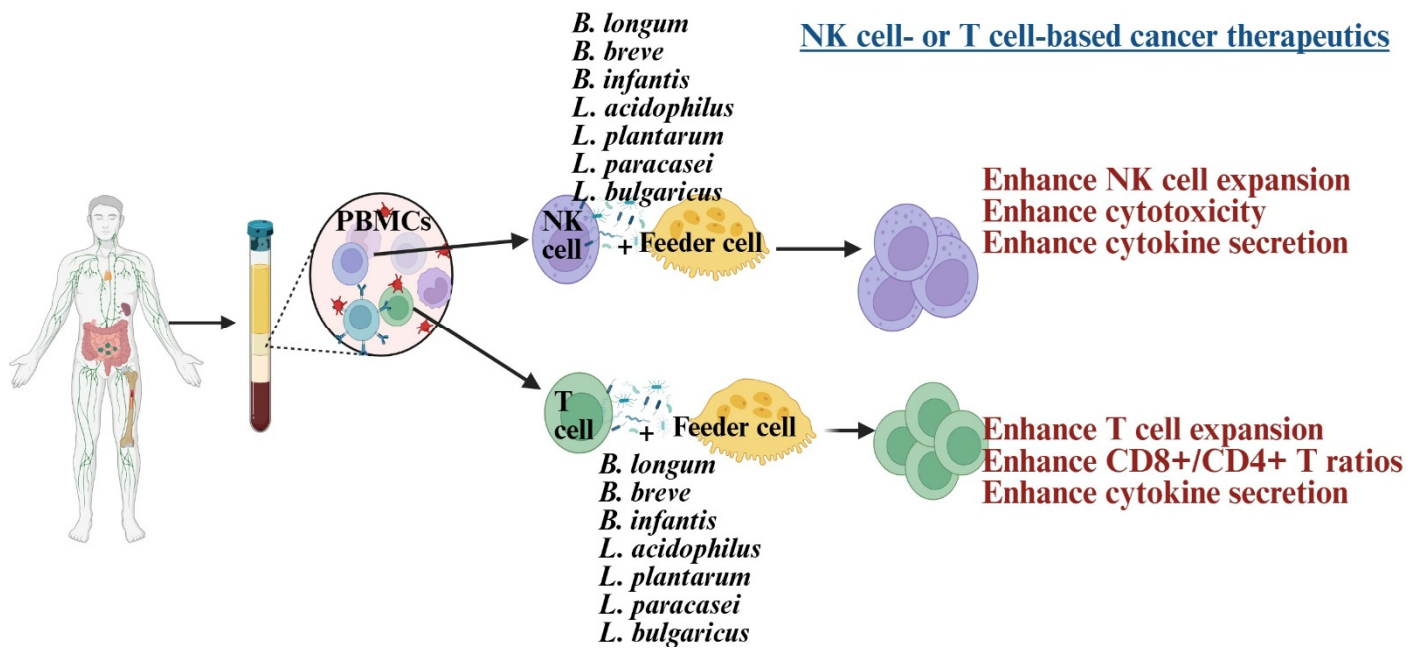 B. longum
B. breve
B. infantis
L. acidophilus
L. plantarum
L. paracasei
L. bulgaricus
NK cell- or T cell-based cancer therapeutics
PBMCs
NK
cell
+ Feeder cell
Enhance NK cell expansion
Enhance cytotoxicity
Enhance cytokine secretion
T
cell
+ Feeder cell
Enhance T cell expansion
Enhance CD8+/CD4+ T ratios
Enhance cytokine secretion
B. longum
B. breve
B. infantis
L. acidophilus
L. plantarum
L. paracasei
L. bulgaricus